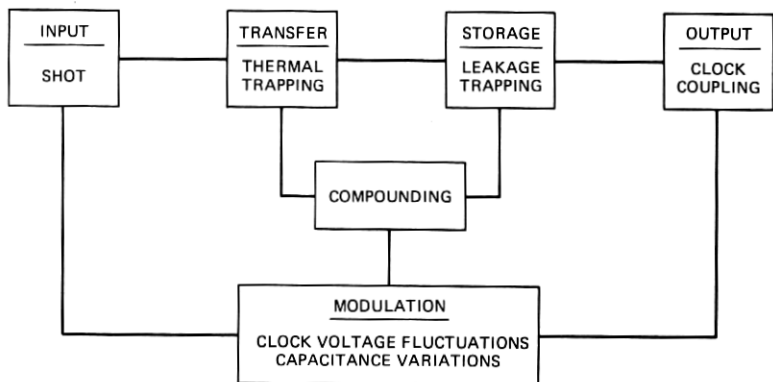 INPUT
SHOT
TRANSFER
THERMAL
TRAPPING
STORAGE
LEAKAGE
TRAPPING
OUTPUT
CLOCK
COUPLING
COMPOUNDING
MODULATION
CLOCK VOLTAGE FLUCTUATIONS
CAPACITANCE VARIATIONS